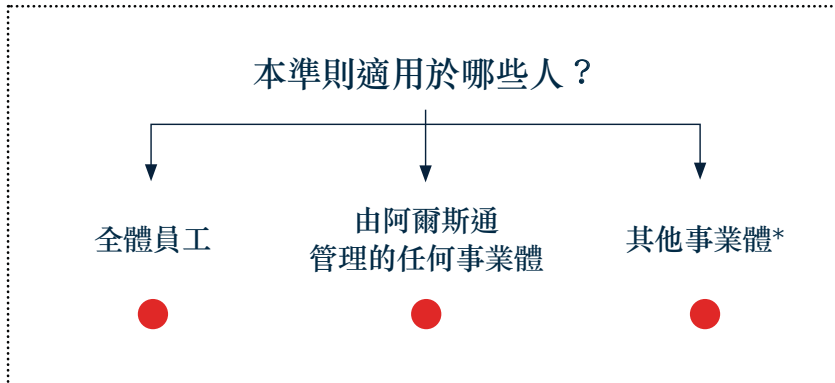 本準則適用於哪些人？
全體員工
由阿爾斯通
管理的任何事業體
其他事業體*